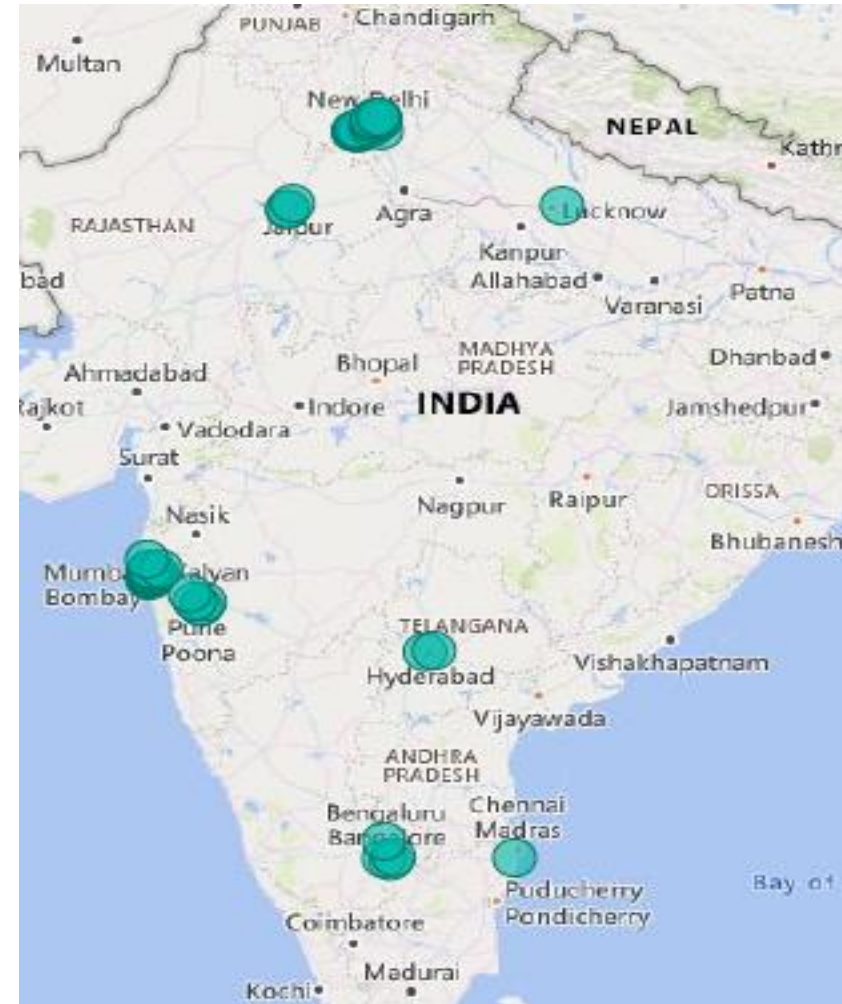 PUNJAB
Chandigarh
Multan
New Delhi
NEPAL
Kathr
RAJASTHAN
Jaipur
Agra
Lucknow
Kanpur
bad
Allahabad
Varanasi
Patna
Ahmadabad
Bhopal
MADHYA
PRADESH
Dhanbad
Rajkot
Indore
INDIA
Jamshedpur
Vadodara
Surat
Nagpur
Raipur
ORISSA
Nasik
Bhubanesh
Kalyan
Bombay
Pune
Poona
TELANGANA
Hyderabad
Vishakhapatnam
Vijayawada
ANDHRA
PRADESH
Bengaluru
Bangalore
Chennai
Madras
Bay of
Puducherry
Pondicherry
Coimbatore
Madurai
Kochi